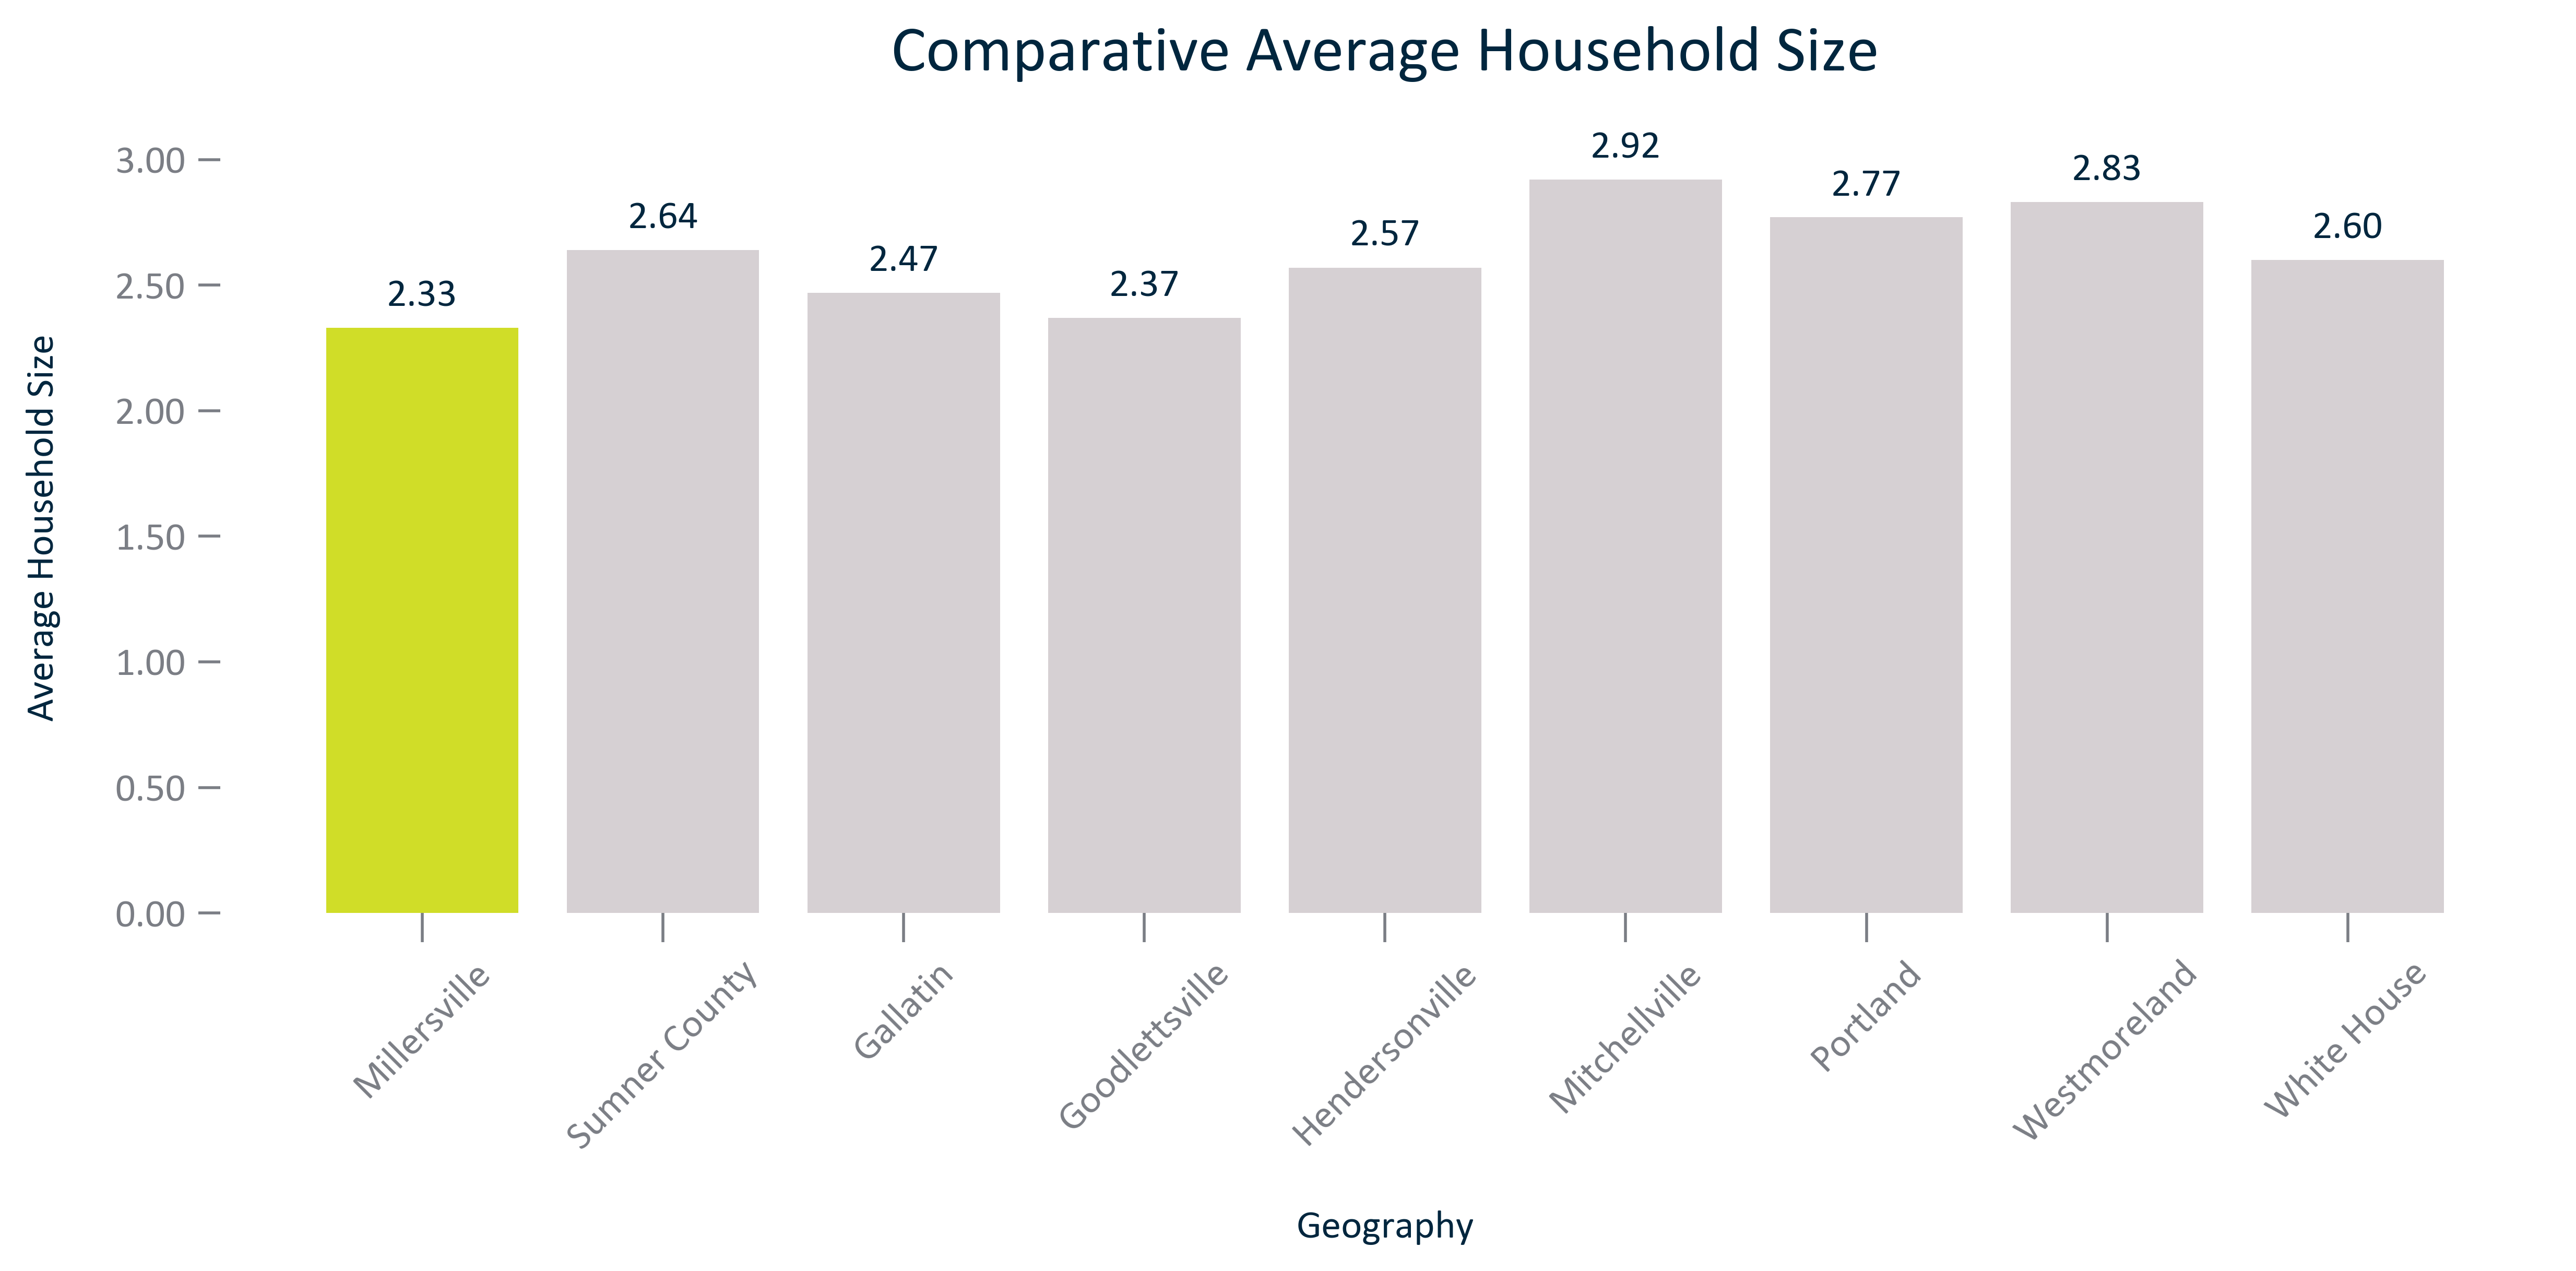 Comparative Average Household Size
Average Household Size
3.00
2.50
2.00
1.50
1.00
0.50
0.00
2.33
2.64
2.47
2.37
2.57
2.92
2.77
2.83
2.60
Millersville
Sumner County
Gallatin
Goodlettsville
Hendersonville
Mitchellville
Portland
Westmoreland
White House
Geography